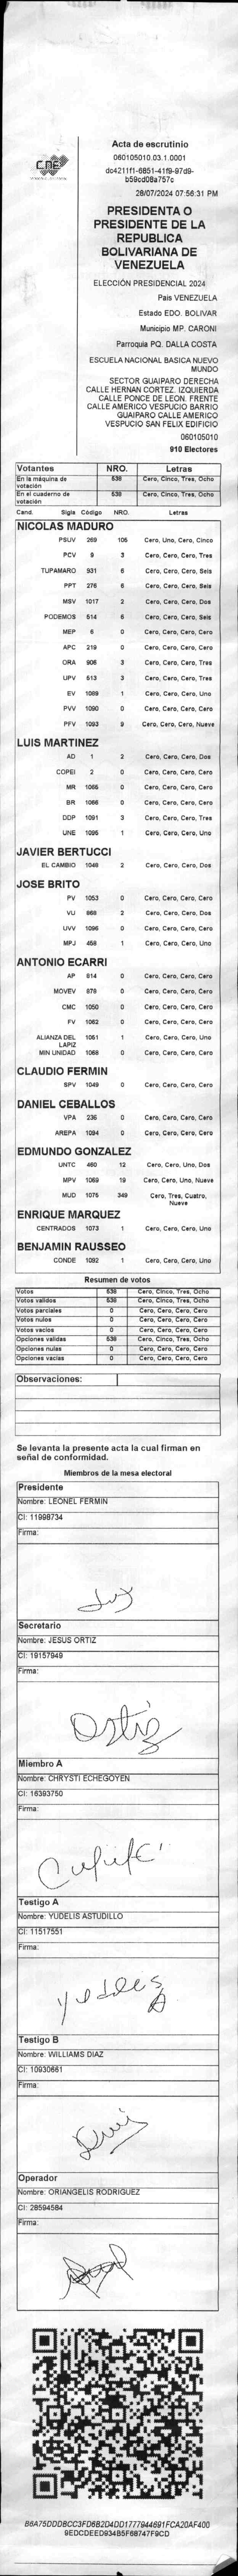 CNE
Acta de escrutinio
060105010.03.1.0001
dc4211f1-6851-41f9-97d9-
b59cd08a757c
28/07/2024 07:56:31 PM
PRESIDENTA O
PRESIDENTE DE LA
REPUBLICA
BOLIVARIANA DE
VENEZUELA
ELECCIÓN PRESIDENCIAL 2024
Pais VENEZUELA
Estado EDO. BOLIVAR
Municipio MP. CARONI
Parroquia PQ. DALLA COSTA
ESCUELA NACIONAL BASICA NUEVO
MUNDO
SECTOR GUAIPARO DERECHA
CALLE HERNAN CORTEZ. IZQUIERDA
CALLE PONCE DE LEON. FRENTE
CALLE AMERICO VESPUCIO BARRIO
GUAIPARO CALLE AMERICO
VESPUCIO SAN FELIX EDIFICIO
060105010
910 Electores
Votantes NRO. Letras
En la máquina de votación 538 Cero, Cinco, Tres, Ocho
En el cuaderno de votación 538 Cero, Cinco, Tres, Ocho
Cand. Sigla Código NRO. Letras
NICOLAS MADURO
PSUV 269 105 Cero, Uno, Cero, Cinco
PCV 9 3 Cero, Cero, Cero, Tres
TUPAMARO 931 6 Cero, Cero, Cero, Seis
PPT 276 6 Cero, Cero, Cero, Seis
MSV 1017 2 Cero, Cero, Cero, Dos
PODEMOS 514 6 Cero, Cero, Cero, Seis
MEP 6 0 Cero, Cero, Cero, Cero
APC 219 0 Cero, Cero, Cero, Cero
ORA 906 3 Cero, Cero, Cero, Tres
UPV 513 3 Cero, Cero, Cero, Tres
EV 1089 1 Cero, Cero, Cero, Uno
PVV 1090 0 Cero, Cero, Cero, Cero
PFV 1093 9 Cero, Cero, Cero, Nueve
LUIS MARTINEZ
AD 1 2 Cero, Cero, Cero, Dos
COPEI 2 0 Cero, Cero, Cero, Cero
MR 1065 0 Cero, Cero, Cero, Cero
BR 1066 0 Cero, Cero, Cero, Cero
DDP 1091 3 Cero, Cero, Cero, Tres
UNE 1095 1 Cero, Cero, Cero, Uno
JAVIER BERTUCCI
EL CAMBIO 1048 2 Cero, Cero, Cero, Dos
JOSE BRITO
PV 1053 0 Cero, Cero, Cero, Cero
VU 868 2 Cero, Cero, Cero, Dos
UVV 1096 0 Cero, Cero, Cero, Cero
MPJ 458 1 Cero, Cero, Cero, Uno
ANTONIO ECARRI
AP 814 0 Cero, Cero, Cero, Cero
MOVEV 878 0 Cero, Cero, Cero, Cero
CMC 1050 0 Cero, Cero, Cero, Cero
FV 1062 0 Cero, Cero, Cero, Cero
ALIANZA DEL LAPIZ 1051 1 Cero, Cero, Cero, Uno
MIN UNIDAD 1068 0 Cero, Cero, Cero, Cero
CLAUDIO FERMIN
SPV 1049 0 Cero, Cero, Cero, Cero
DANIEL CEBALLOS
VPA 236 0 Cero, Cero, Cero, Cero
AREPA 1094 0 Cero, Cero, Cero, Cero
EDMUNDO GONZALEZ
UNTC 460 12 Cero, Cero, Uno, Dos
MPV 1069 19 Cero, Cero, Uno, Nueve
MUD 1075 349 Cero, Tres, Cuatro,
Nueve
ENRIQUE MARQUEZ
CENTRADOS 1073 1 Cero, Cero, Cero, Uno
BENJAMIN RAUSSEO
CONDE 1092 1 Cero, Cero, Cero, Uno
Resumen de votos
Votos 538 Cero, Cinco, Tres, Ocho
Votos validos 538 Cero, Cinco, Tres, Ocho
Votos parciales 0 Cero, Cero, Cero, Cero
Votos nulos 0 Cero, Cero, Cero, Cero
Votos vacios 0 Cero, Cero, Cero, Cero
Opciones validas 538 Cero, Cinco, Tres, Ocho
Opciones nulas 0 Cero, Cero, Cero, Cero
Opciones vacias 0 Cero, Cero, Cero, Cero
Observaciones:
Se levanta la presente acta la cual firman en
señal de conformidad.
Miembros de la mesa electoral
Presidente
Nombre: LEONEL FERMIN
CI: 11998734
Firma:
Secretario
Nombre: JESUS ORTIZ
CI: 19157949
Firma:
Ortiz
Miembro A
Nombre: CHRYSTI ECHEGOYEN
CI: 16393750
Firma:
Testigo A
Nombre: YUDELIS ASTUDILLO
CI: 11517551
Firma:
Yudelis A
Testigo B
Nombre: WILLIAMS DIAZ
CI: 10930661
Firma:
Operador
Nombre: ORIANGELIS RODRIGUEZ
CI: 28594584
Firma:
B6A75DDDBCC3FD6B2D4DD1777944691FCA20AF400
9EDCDEED934B5F68747F9CD